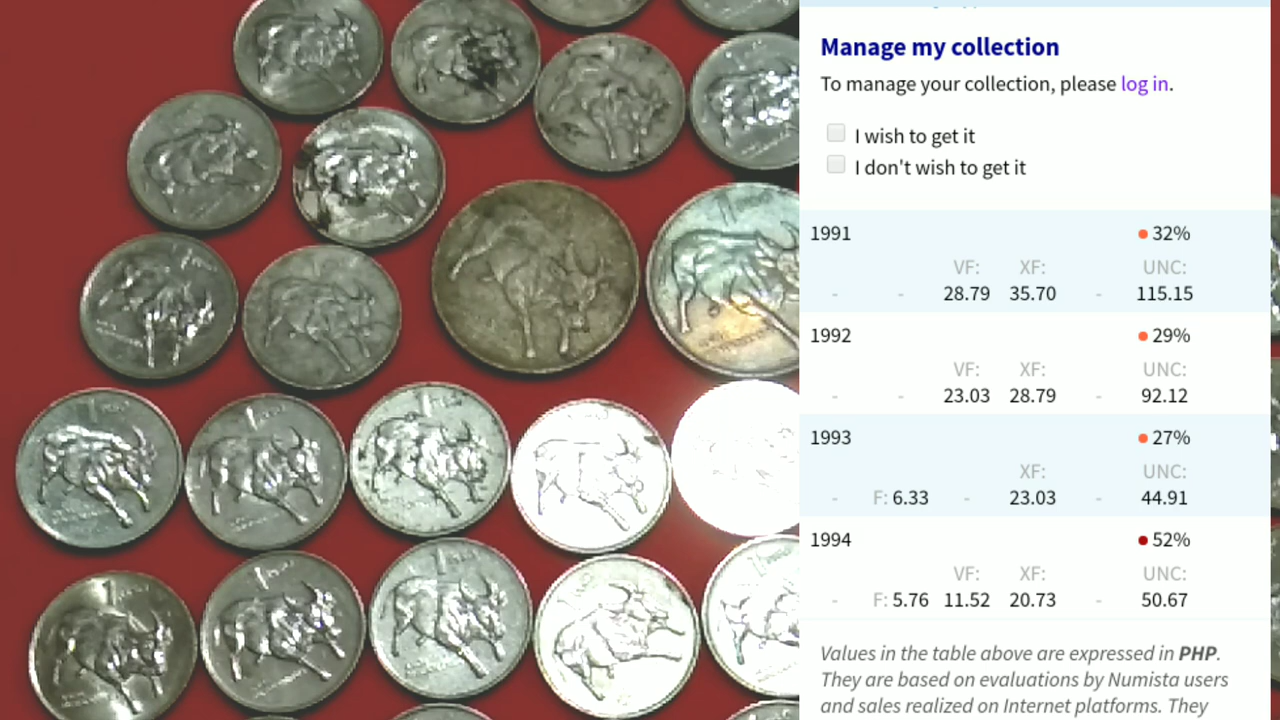 Manage my collection
To manage your collection, please log in.
I wish to get it
I don't wish to get it
1991 32%
VF: XF: UNC:
- - 28.79 35.70 - 115.15
1992 29%
VF: XF: UNC:
- - 23.03 28.79 - 92.12
1993 27%
XF: UNC:
- F: 6.33 - 23.03 - 44.91
1994 52%
VF: XF: UNC:
- F: 5.76 11.52 20.73 - 50.67
Values in the table above are expressed in PHP.
They are based on evaluations by Numista users
and sales realized on Internet platforms. They